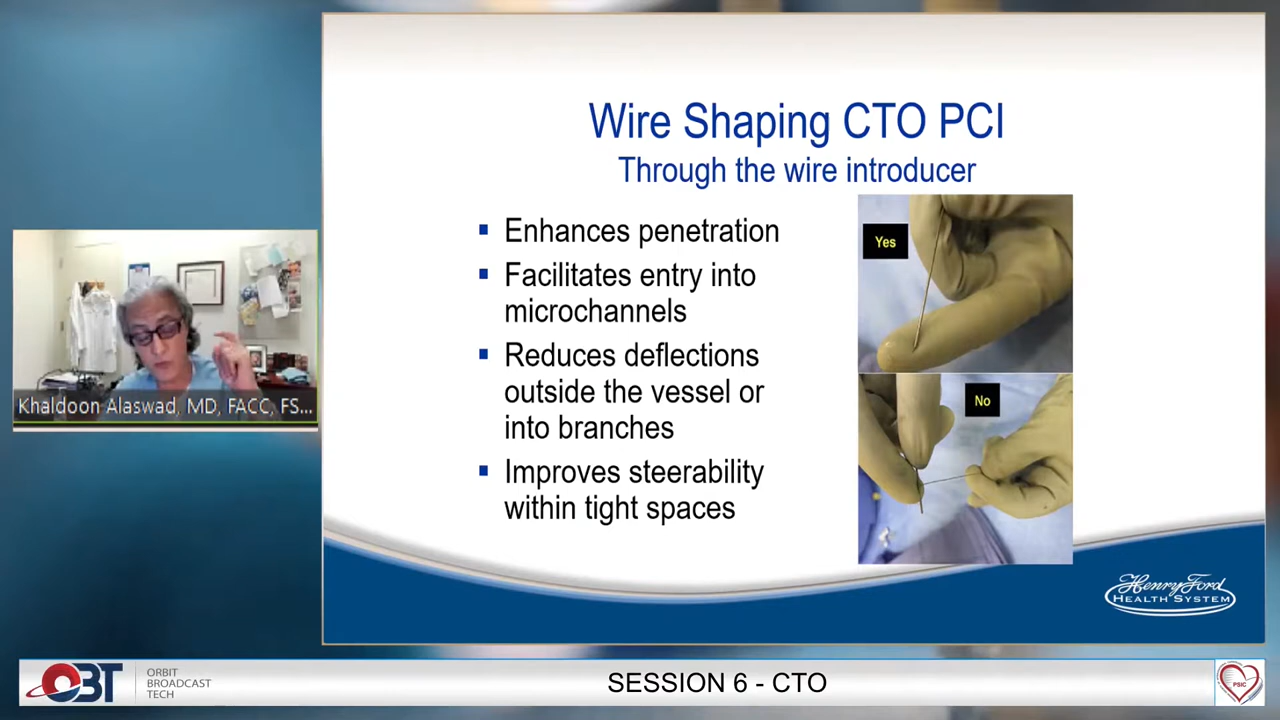 Wire Shaping CTO PCI
Through the wire introducer
▪ Enhances penetration
▪ Facilitates entry into
microchannels
▪ Reduces deflections
outside the vessel or
into branches
▪ Improves steerability
within tight spaces
Yes
No
Khaldoon Alaswad, MD, FACC, FS...
Henry Ford
HEALTH SYSTEM
OBT
ORBIT
BROADCAST
TECH
SESSION 6 - CTO
PSIC